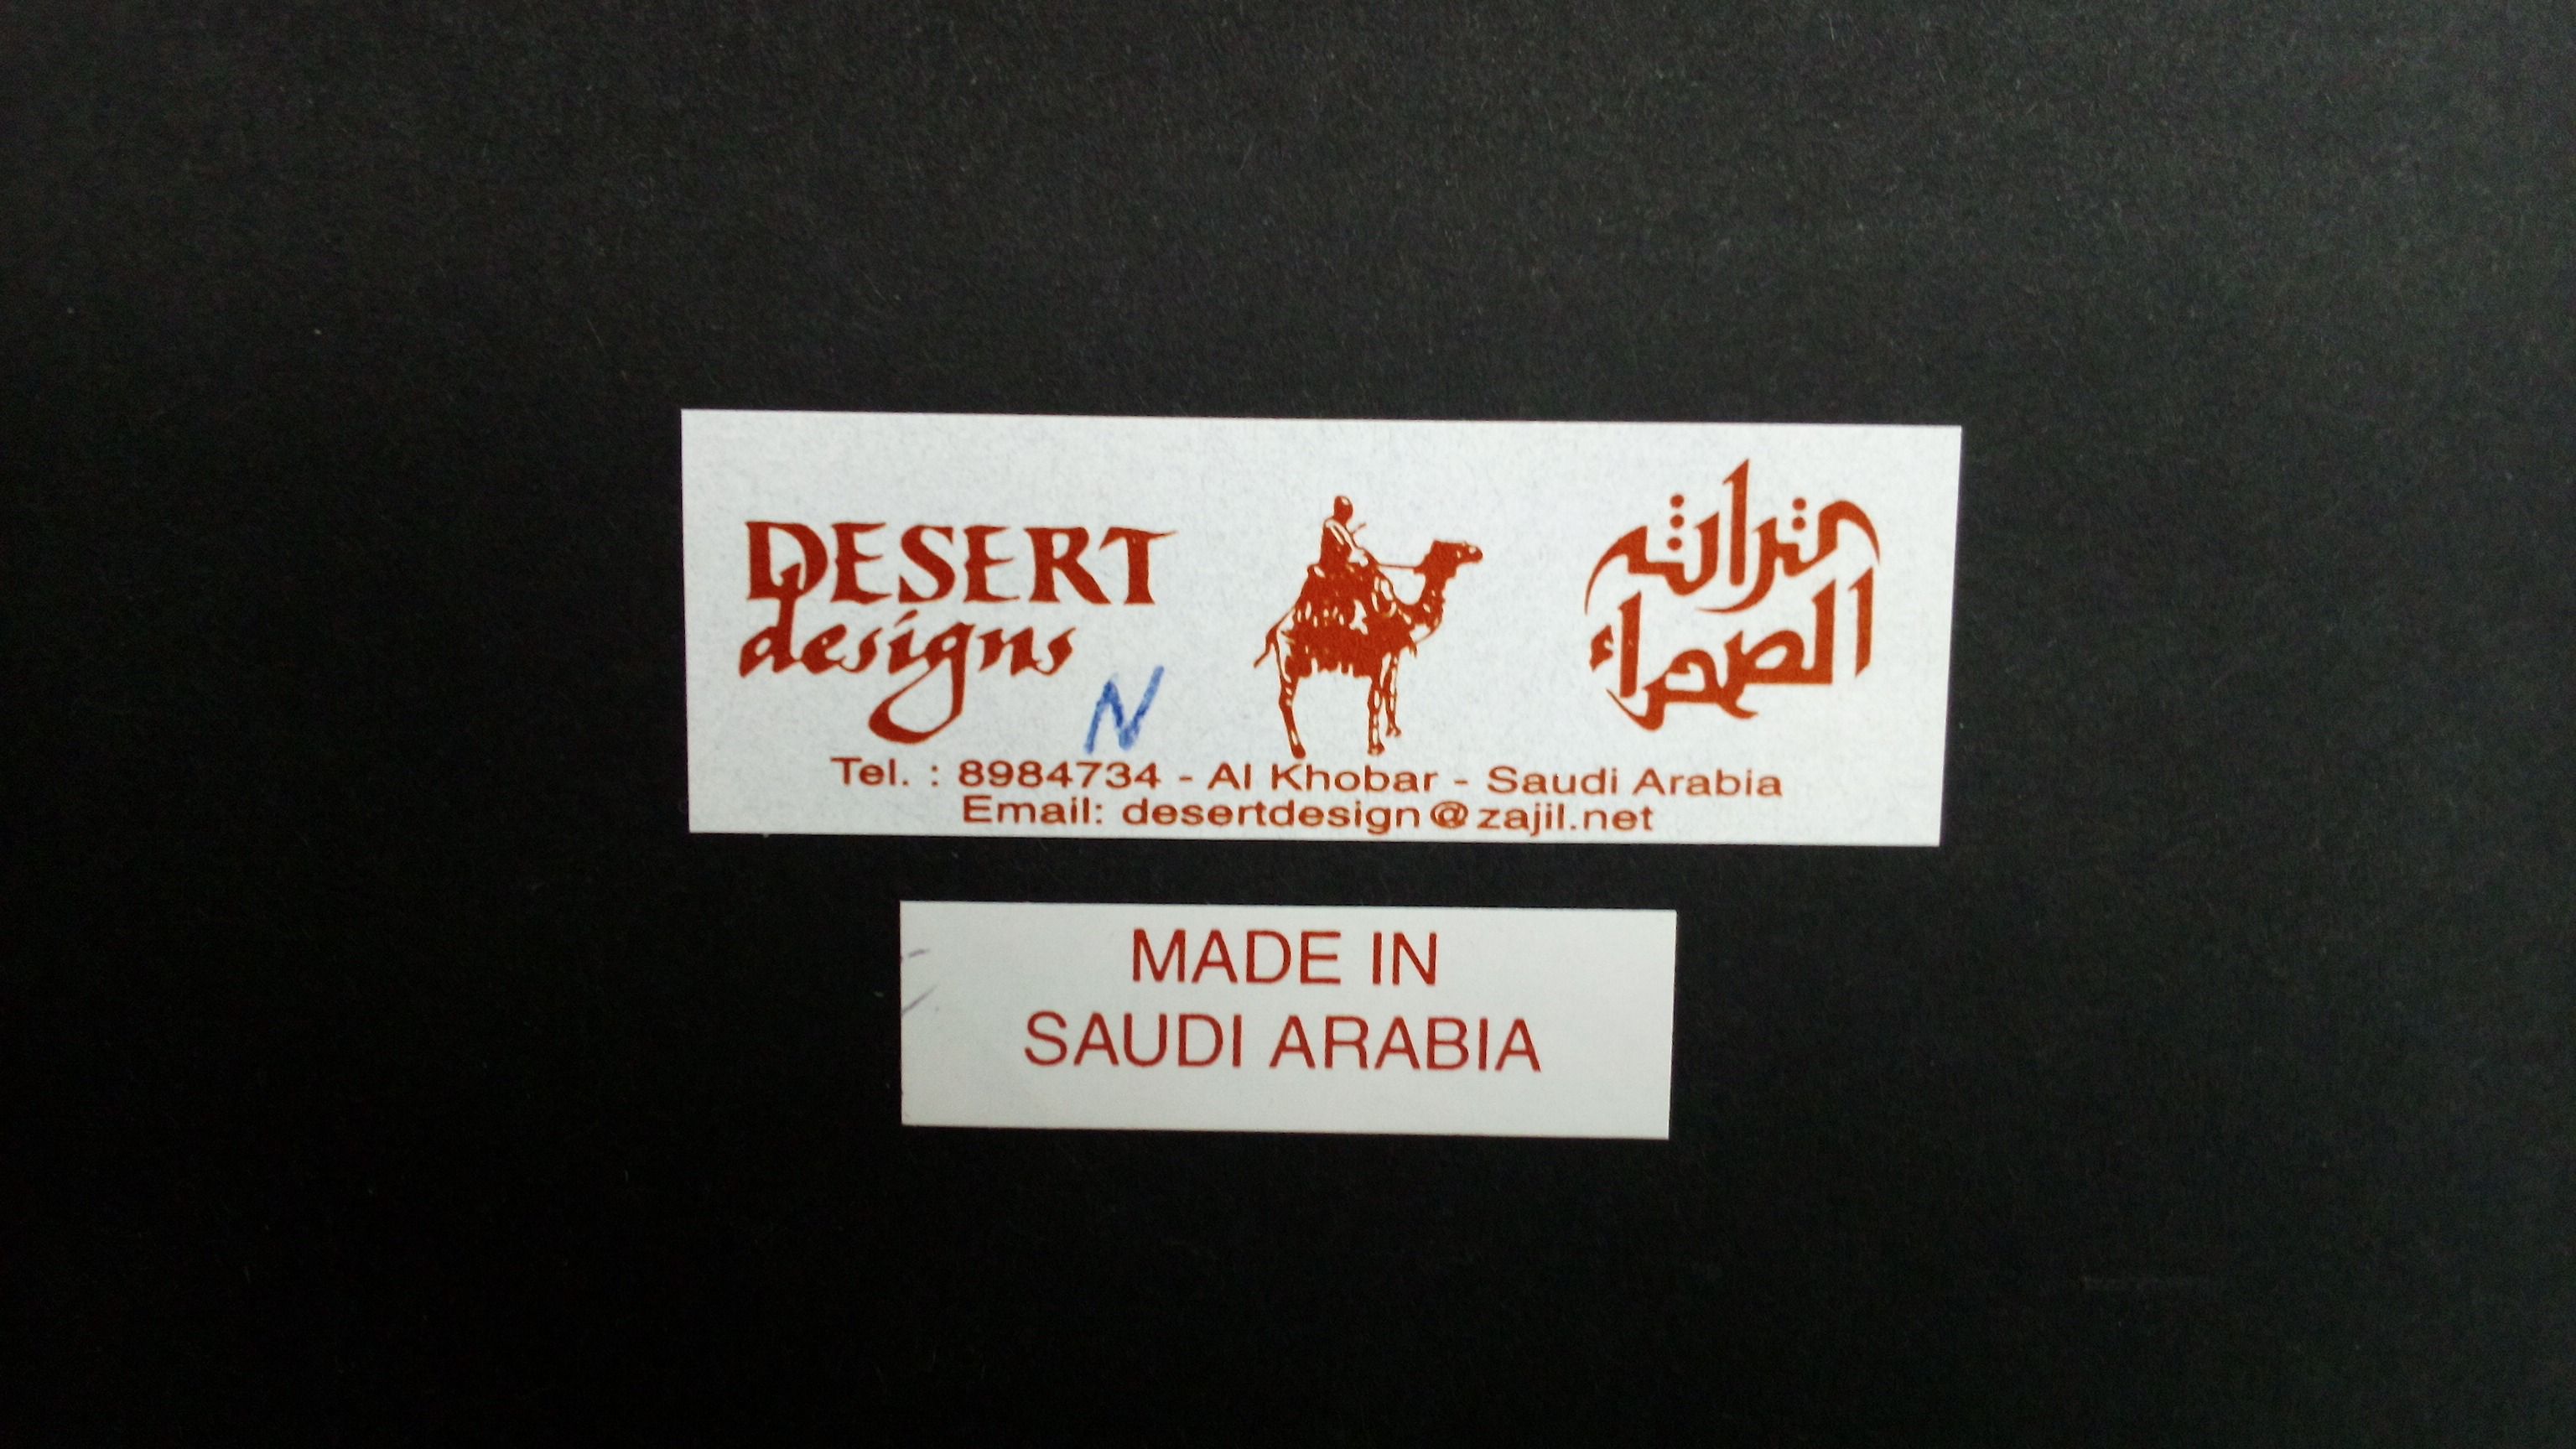 DESERT
designs
تراث
الصحراء
N
Tel. : 8984734 - Al Khobar - Saudi Arabia
Email: desertdesign@zajil.net
MADE IN
SAUDI ARABIA